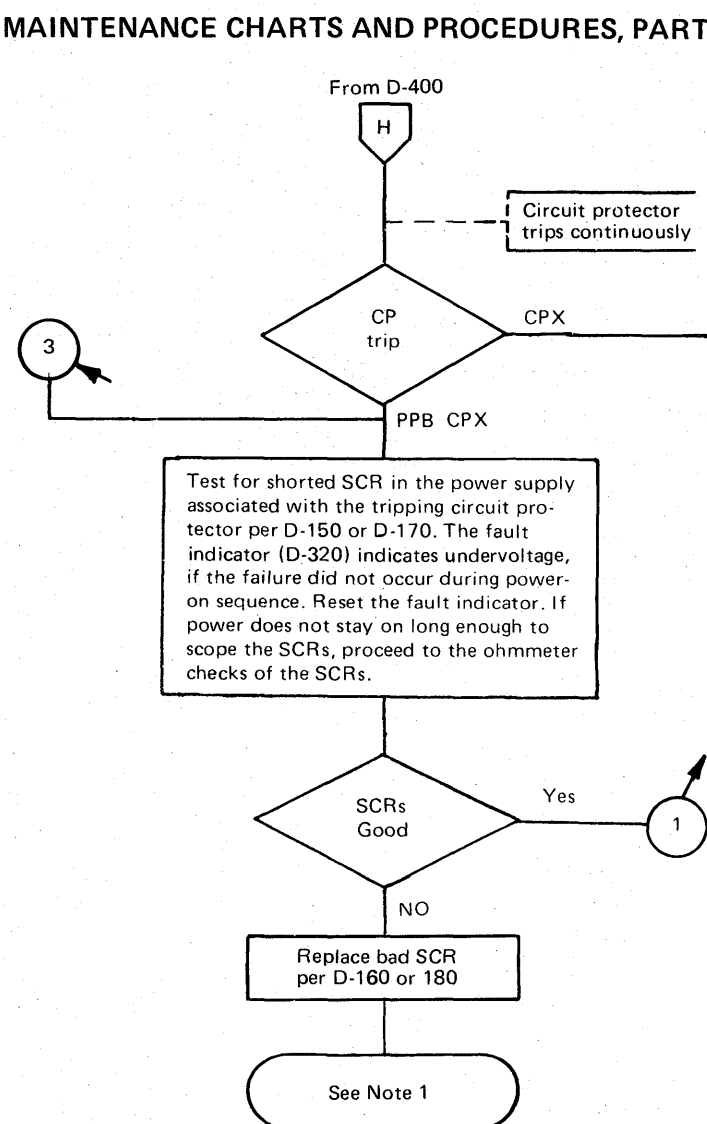 MAINTENANCE CHARTS AND PROCEDURES, PART
From D-400
H
Circuit protector
trips continuously
CP
trip
CPX
3
PPB CPX
Test for shorted SCR in the power supply
associated with the tripping circuit pro-
tector per D-150 or D-170. The fault
indicator (D-320) indicates undervoltage,
if the failure did not occur during power-
on sequence. Reset the fault indicator. If
power does not stay on long enough to
scope the SCRs, proceed to the ohmmeter
checks of the SCRs.
SCRs
Good
Yes
1
NO
Replace bad SCR
per D-160 or 180
See Note 1